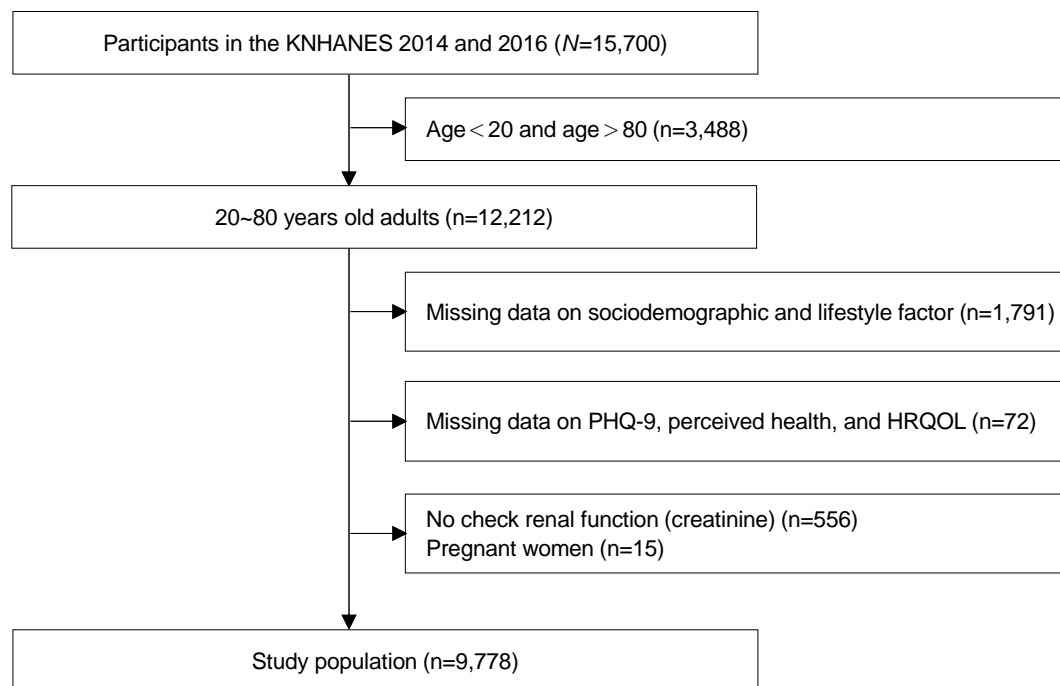 Participants in the KNHANES 2014 and 2016 (N=15,700)
Age<20 and age>80 (n=3,488)
20~80 years old adults (n=12,212)
Missing data on sociodemographic and lifestyle factor (n=1,791)
Missing data on PHQ-9, perceived health, and HRQOL (n=72)
No check renal function (creatinine) (n=556)
Pregnant women (n=15)
Study population (n=9,778)